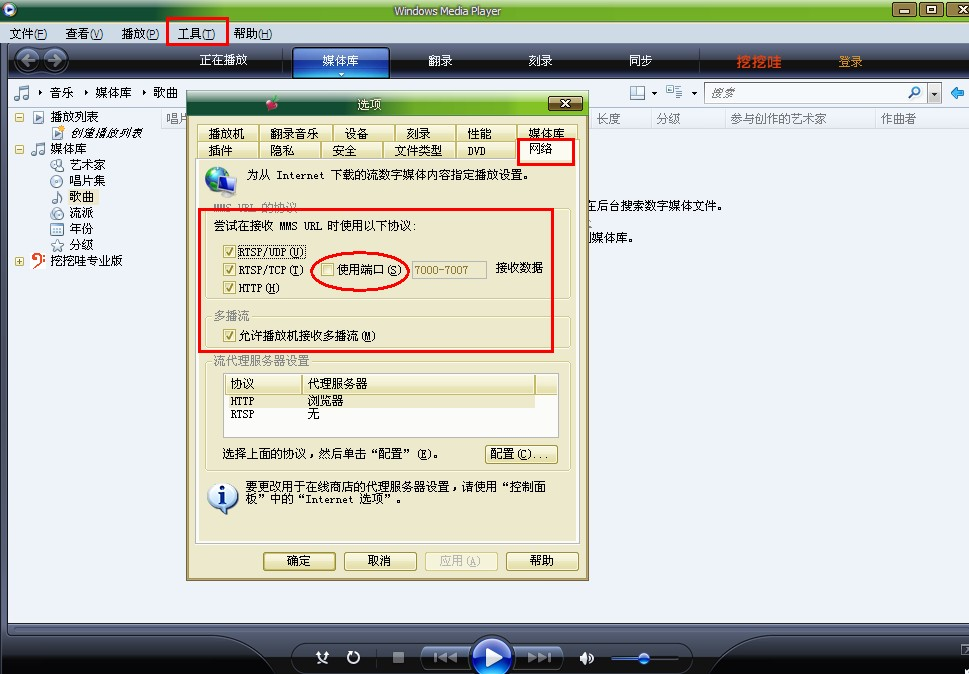 Windows Media Player
文件(F) 查看(V) 播放(P) 工具(T) 帮助(H)
正在播放 媒体库 翻录 刻录 同步 挖挖哇 登录
音乐 媒体库 歌曲 搜索
播放列表
创建播放列表
媒体库
艺术家
唱片集
歌曲
流派
年份
分级
挖挖哇专业版
唱片 长度 分级 参与创作的艺术家 作曲者
在后台搜索数字媒体文件。
媒体库。
选项
播放机 翻录音乐 设备 刻录 性能 媒体库
插件 隐私 安全 文件类型 DVD 网络
为从 Internet 下载的流数字媒体内容指定播放设置。
MMS URL 的协议
尝试在接收 MMS URL 时使用以下协议:
RTSP/UDP(U)
RTSP/TCP(T) 使用端口(S) 7000-7007 接收数据
HTTP(H)
多播流
允许播放机接收多播流(M)
流代理服务器设置
协议 代理服务器
HTTP 浏览器
RTSP 无
选择上面的协议，然后单击“配置”(E)。 配置(C)...
要更改用于在线商店的代理服务器设置，请使用“控制面
板”中的“Internet 选项”。
确定 取消 应用(A) 帮助